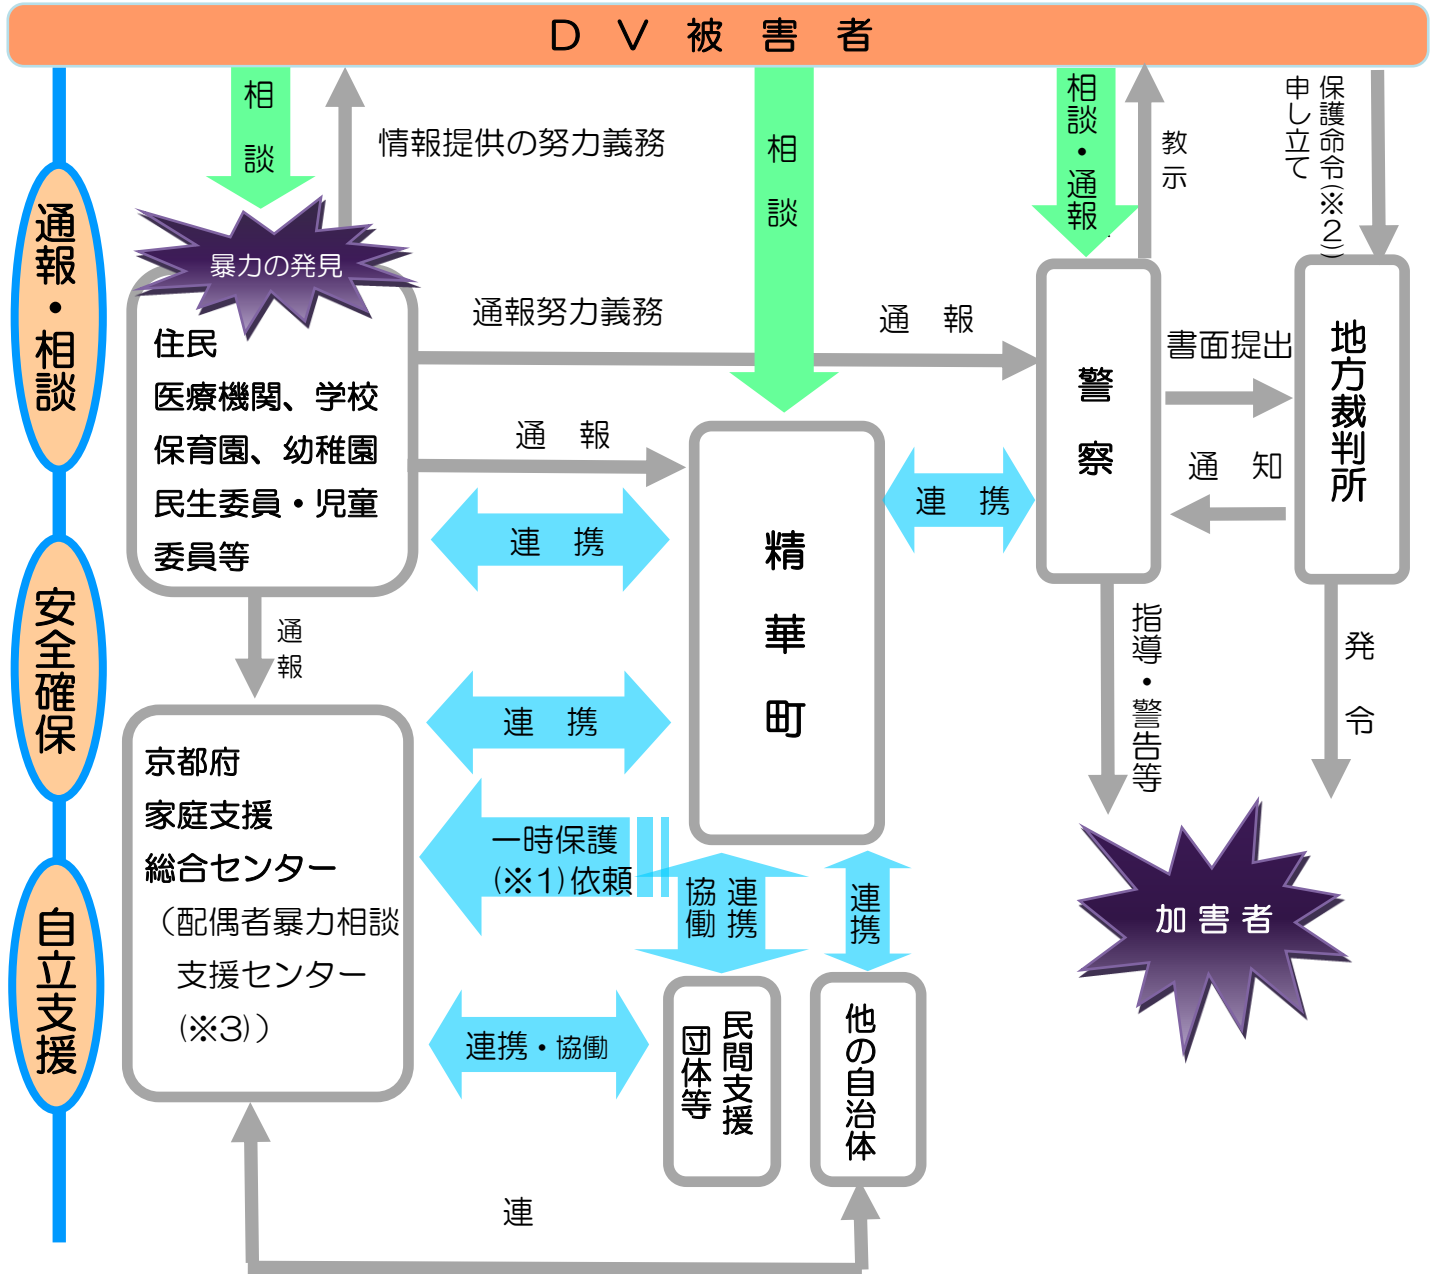 DV被害者
相談
情報提供の努力義務
相談
相談・通報
教示
保護命令(※2)
申し立て
通報・相談
安全確保
自立支援
暴力の発見
住民
医療機関、学校
保育園、幼稚園
民生委員・児童
委員等
通報努力義務
通 報
通 報
連 携
通報
警察
書面提出
通 知
地方裁判所
連 携
精華町
連 携
京都府
家庭支援
総合センター
（配偶者暴力相談
支援センター
(※3)）
一時保護
(※1)依頼
連携
協働
連携
指導・警告等
発令
加害者
連携・協働
民間支援
団体等
他の自治体
連